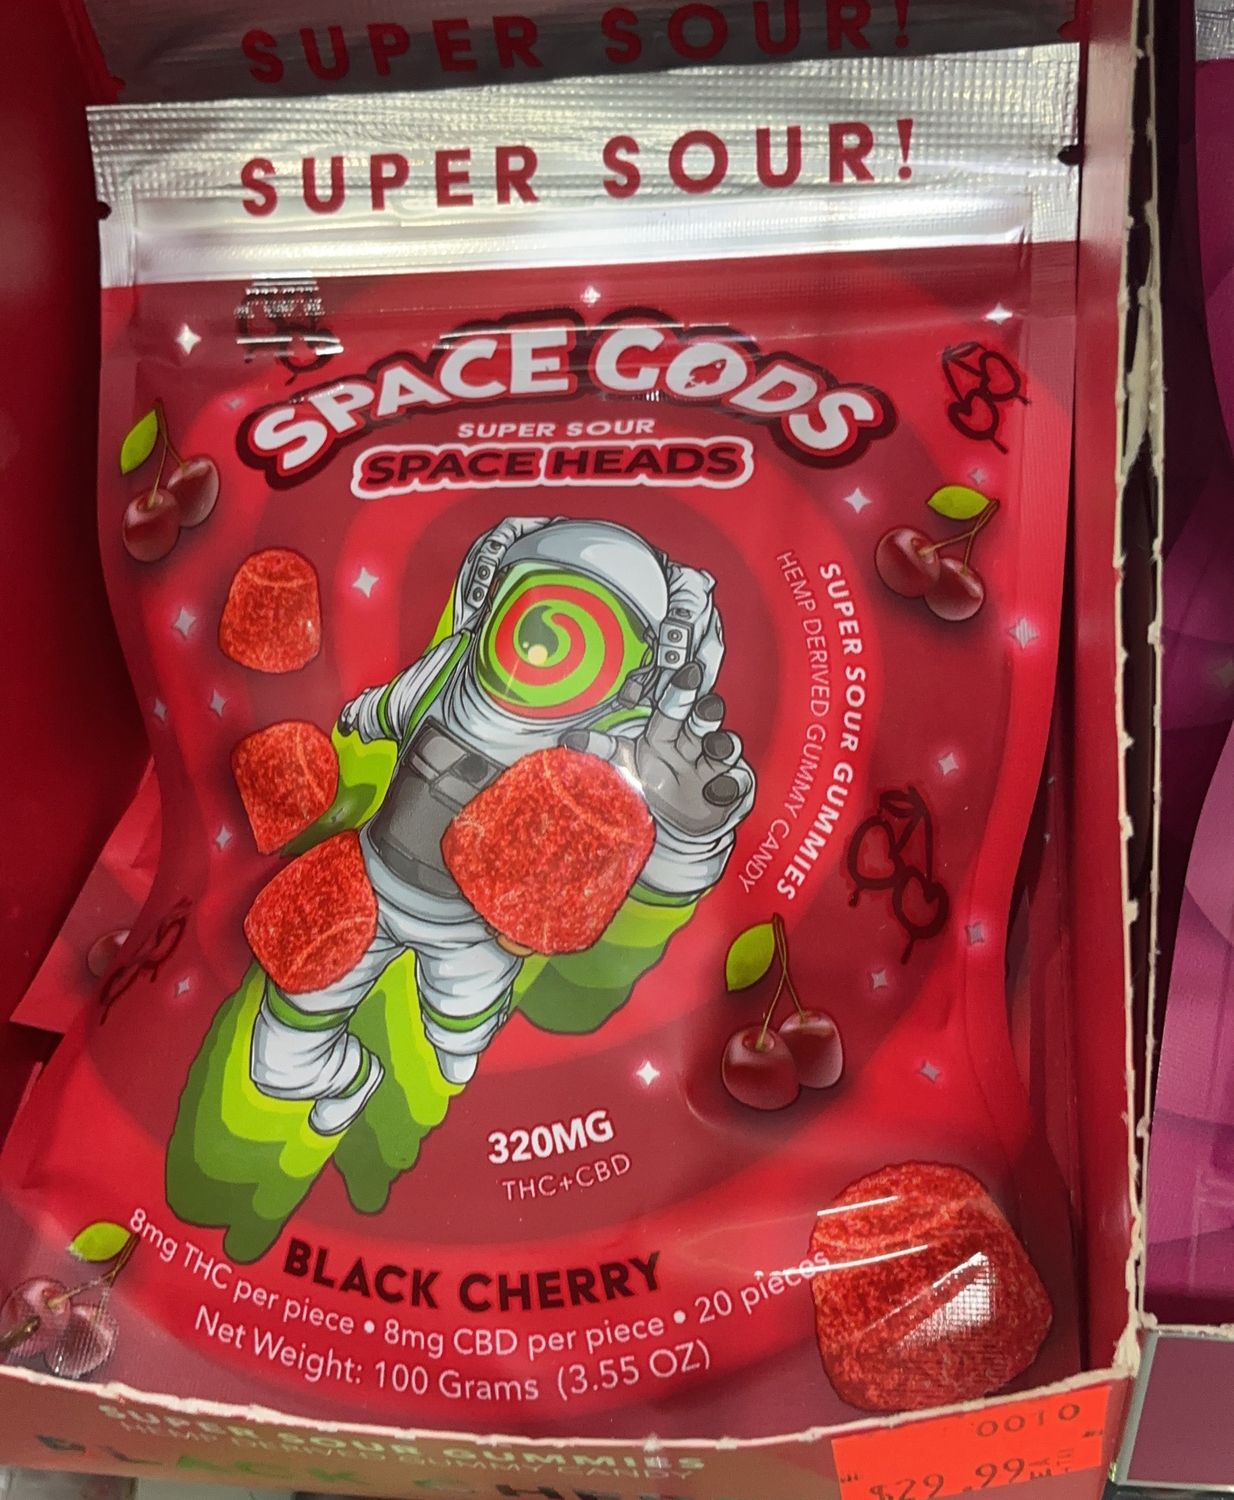 SUPER SOUR!
SUPER SOUR!
SPACE GODS
SUPER SOUR
SPACE HEADS
SUPER SOUR GUMMIES
HEMP DERIVED GUMMY CANDY
320MG
THC+CBD
BLACK CHERRY
8mg THC per piece • 8mg CBD per piece • 20 pieces
Net Weight: 100 Grams (3.55 OZ)
SUPER SOUR GUMMIES
HEMP DERIVED GUMMY CANDY
0010
$29.99